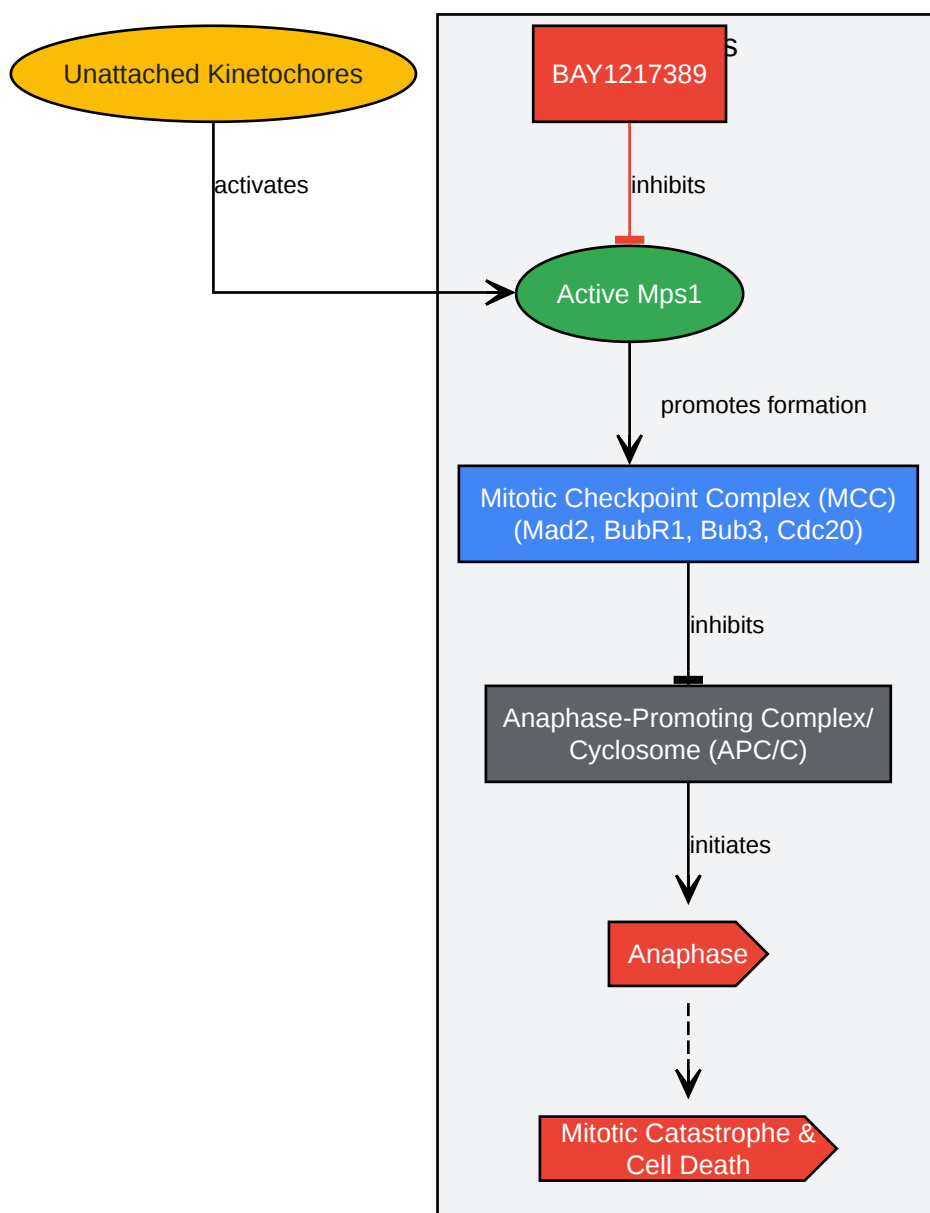 Unattached Kinetochores
BAY1217389
activates
inhibits
Active Mps1
promotes formation
Mitotic Checkpoint Complex (MCC)
(Mad2, BubR1, Bub3, Cdc20)
inhibits
Anaphase-Promoting Complex/
Cyclosome (APC/C)
initiates
Anaphase
Mitotic Catastrophe &
Cell Death